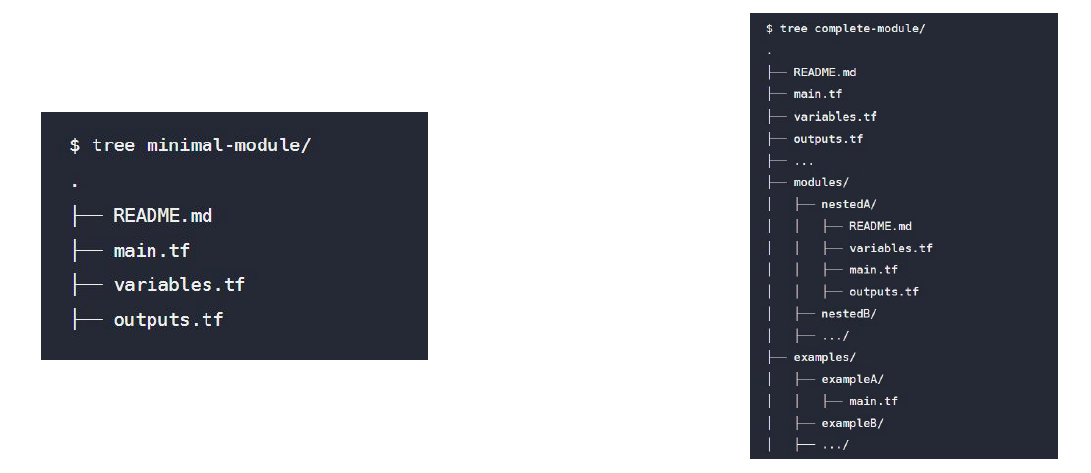 $ tree minimal-module/
.
├── README.md
├── main.tf
├── variables.tf
├── outputs.tf
$ tree complete-module/
.
├── README.md
├── main.tf
├── variables.tf
├── outputs.tf
├── ...
├── modules/
│   ├── nestedA/
│   │   ├── README.md
│   │   ├── variables.tf
│   │   ├── main.tf
│   │   ├── outputs.tf
│   ├── nestedB/
│   ├── .../
├── examples/
│   ├── exampleA/
│   │   ├── main.tf
│   ├── exampleB/
│   ├── .../